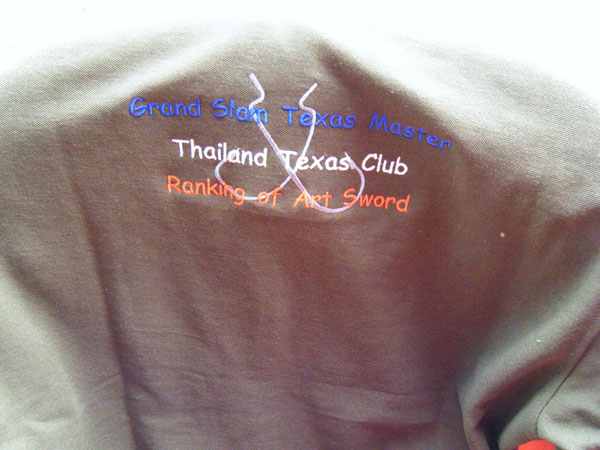 Grand Slam Texas Master
Thailand Texas Club
Ranking of Art Sword